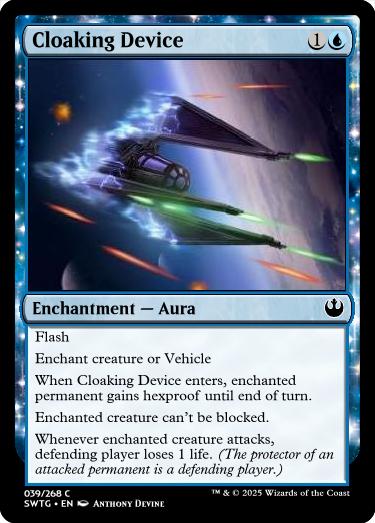 Cloaking Device 1
Enchantment — Aura
Flash
Enchant creature or Vehicle
When Cloaking Device enters, enchanted
permanent gains hexproof until end of turn.
Enchanted creature can't be blocked.
Whenever enchanted creature attacks,
defending player loses 1 life. (The protector of an
attacked permanent is a defending player.)
039/268 C
SWTG • EN Anthony Devine
™ & © 2025 Wizards of the Coast